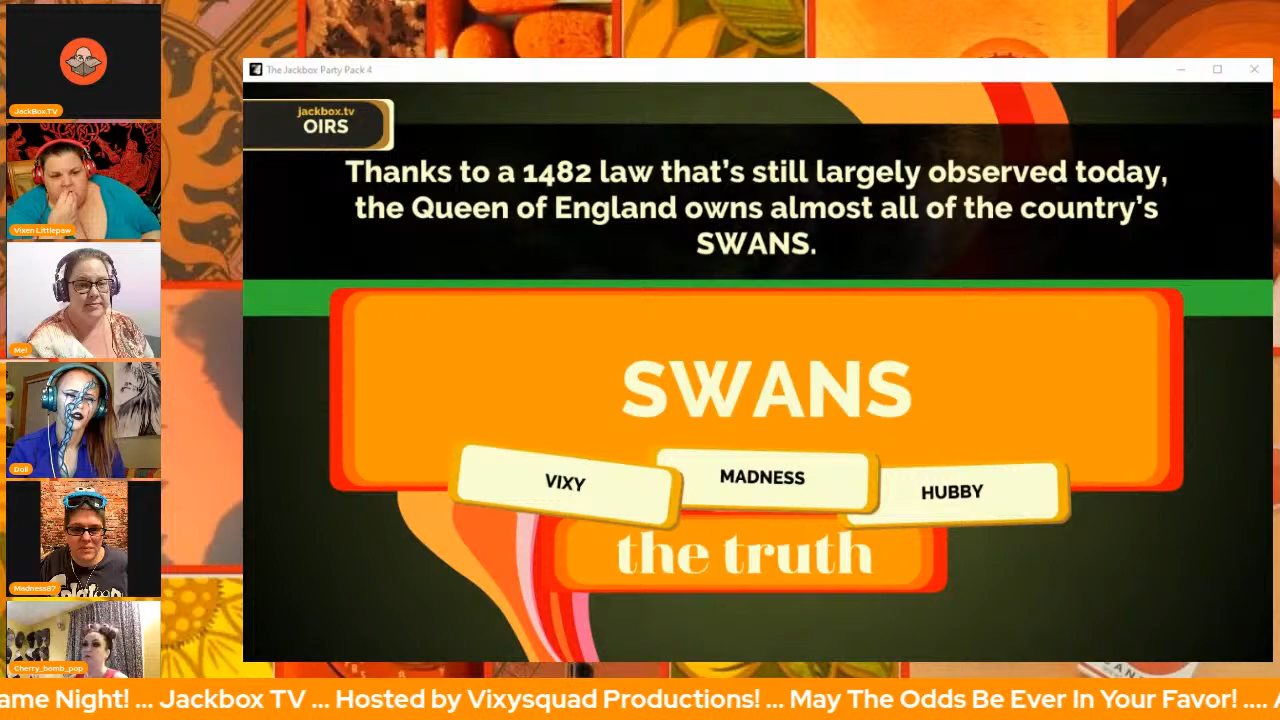 JackBox.TV
Vixen Littlepaw
Mel
Doll
Madness87
Cherry_bomb_pop
The Jackbox Party Pack 4
jackbox.tv
OIRS
Thanks to a 1482 law that's still largely observed today,
the Queen of England owns almost all of the country's
SWANS.
SWANS
VIXY
MADNESS
HUBBY
the truth
ame Night! ... Jackbox TV ... Hosted by Vixysquad Productions! ... May The Odds Be Ever In Your Favor! .... A